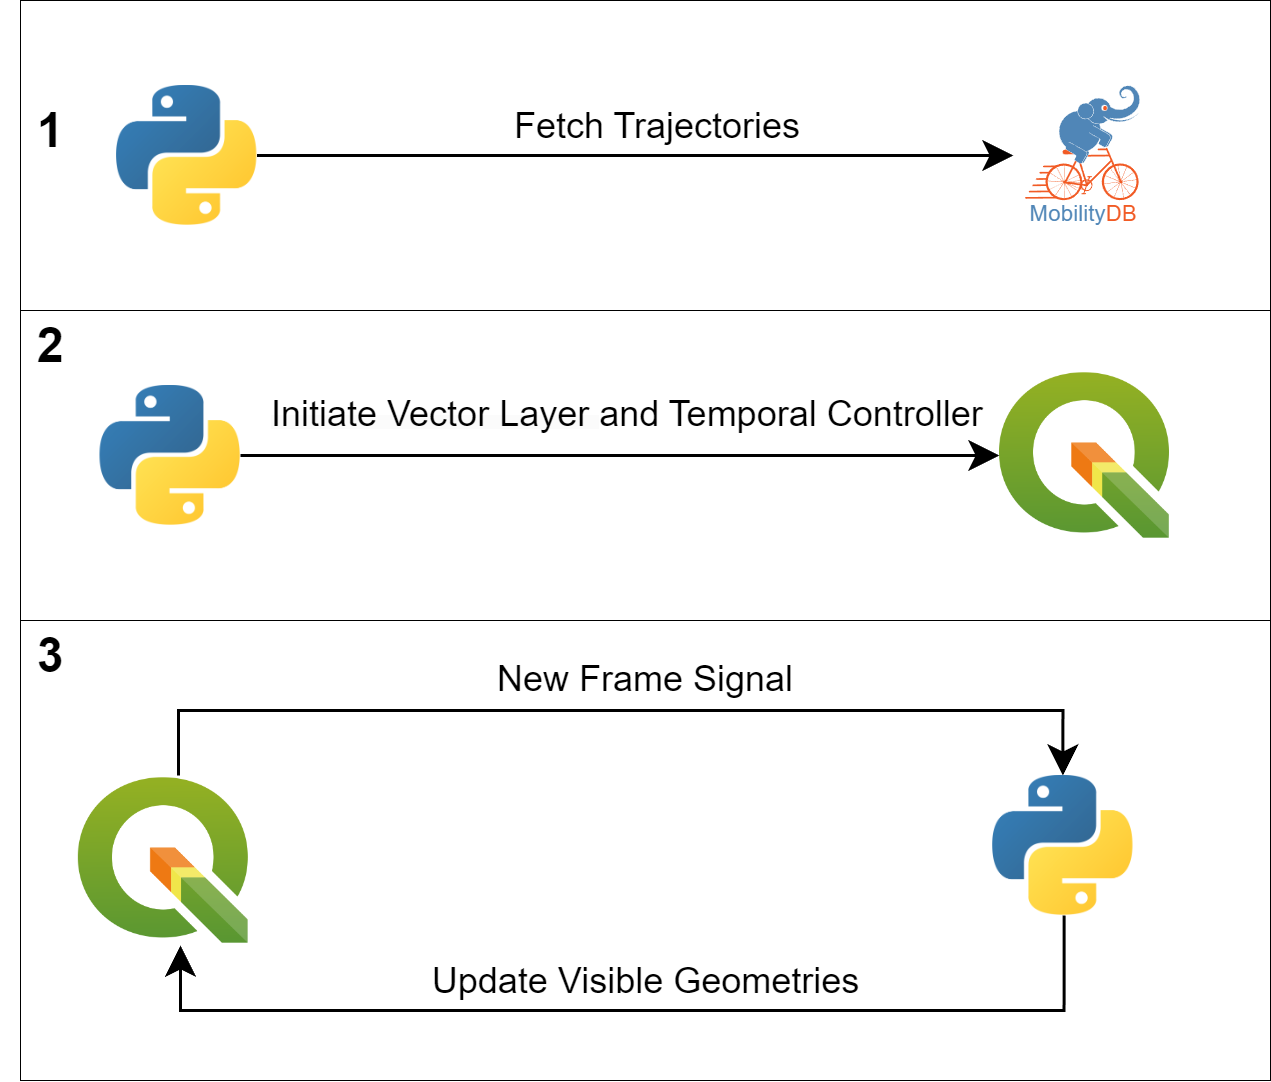 1
Fetch Trajectories
MobilityDB
2
Initiate Vector Layer and Temporal Controller
3
New Frame Signal
Update Visible Geometries